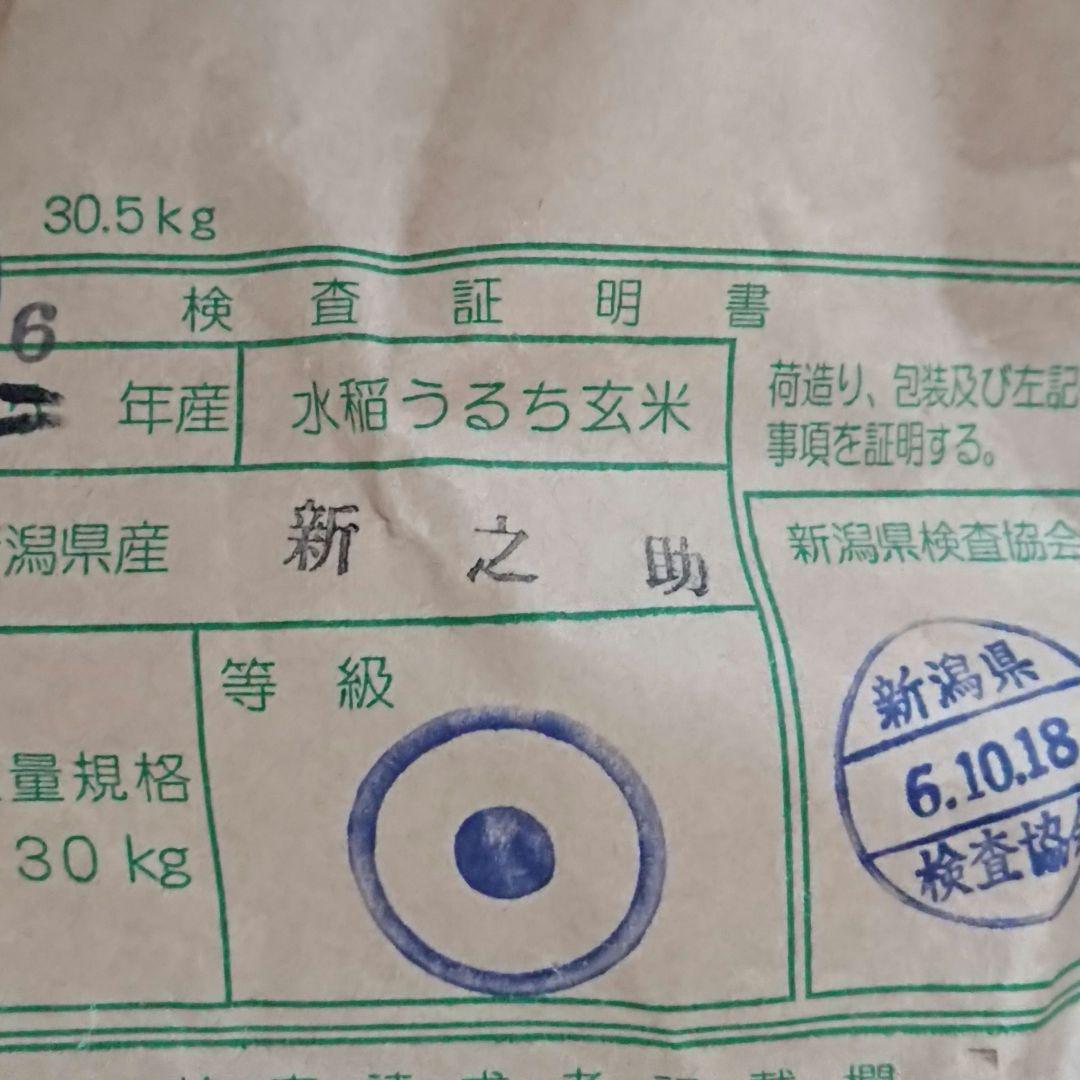 30.5kg
検査証明書
6
年産
水稲うるち玄米
荷造り、包装及び左記
事項を証明する。
潟県産
新之助
新潟県検査協会
等級
量規格
30 kg
新潟県
6.10.18
検査協